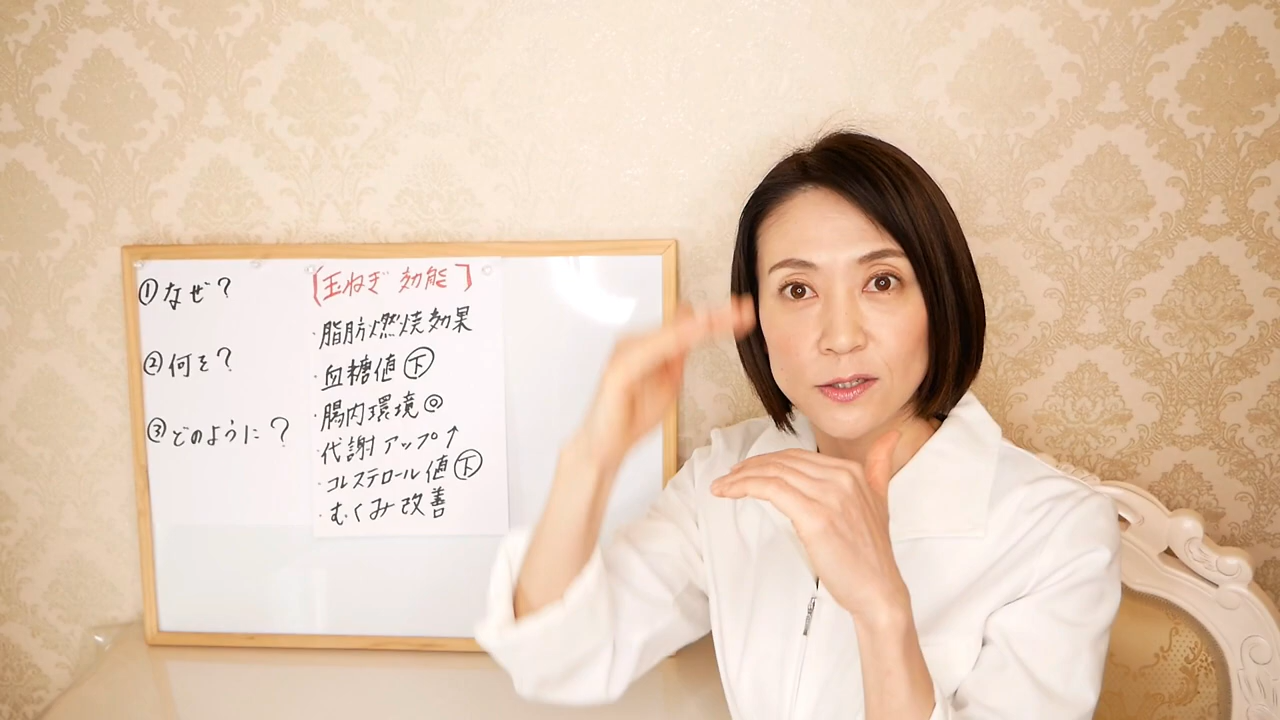 ①なぜ?
②何を?
③どのように?
[玉ねぎ 効能]
・脂肪燃焼効果
・血糖値㊦
・腸内環境◎
・代謝アップ↑
・コレステロール値㊦
・むくみ改善